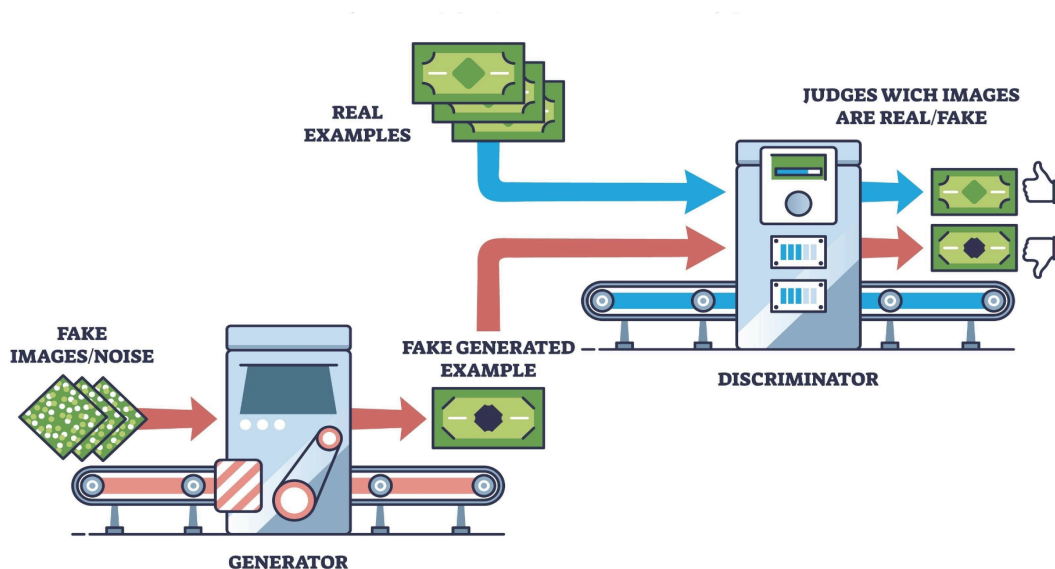 REAL
EXAMPLES
JUDGES WICH IMAGES
ARE REAL/FAKE
FAKE
IMAGES/NOISE
FAKE GENERATED
EXAMPLE
DISCRIMINATOR
GENERATOR